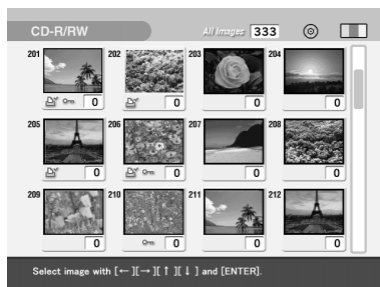 CD-R/RW All Images 333
201 202 203 204
0 0 0 0
205 206 207 208
0 0 0 0
209 210 211 212
0 0 0 0
Select image with [←][→][↑][↓] and [ENTER].